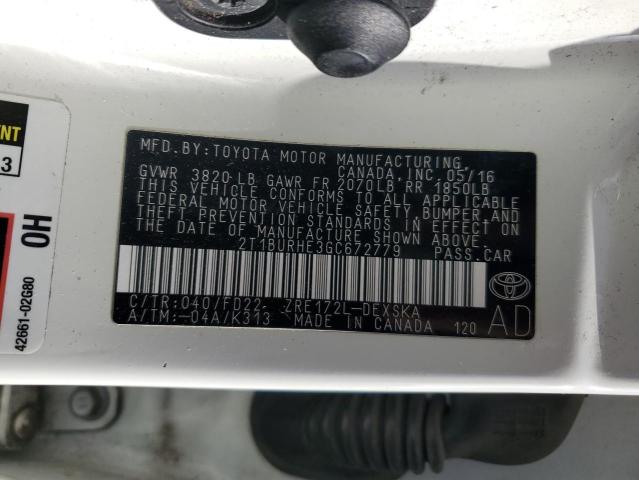 MFD.BY:TOYOTA MOTOR MANUFACTURING,
CANADA, INC. 05/16
GVWR 3820 LB GAWR FR 2070LB RR 1850LB
THIS VEHICLE CONFORMS TO ALL APPLICABLE
FEDERAL MOTOR VEHICLE SAFETY, BUMPER, AND
THEFT PREVENTION STANDARDS IN EFFECT ON
THE DATE OF MANUFACTURE SHOWN ABOVE.
2T1BURHE3GC672779 PASS.CAR
C/TR:040/FD22 ZRE172L-DEXSKA
A/TM:-04A/K313 MADE IN CANADA 120
AD
OH
42661-02G80
3